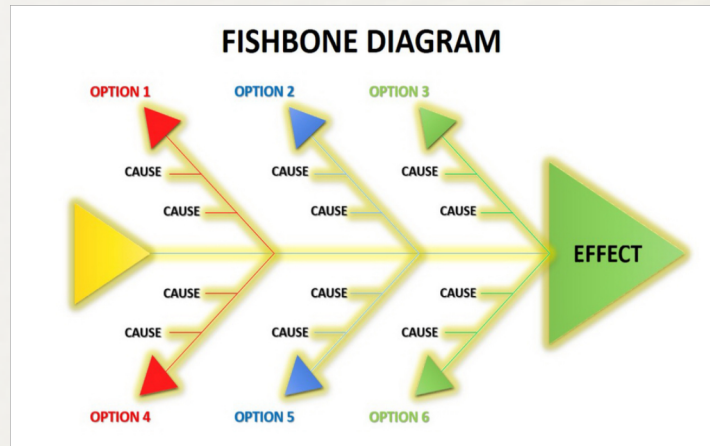 FISHBONE DIAGRAM
OPTION 1
OPTION 2
OPTION 3
CAUSE
CAUSE
CAUSE
CAUSE
CAUSE
CAUSE
EFFECT
CAUSE
CAUSE
CAUSE
CAUSE
CAUSE
CAUSE
OPTION 4
OPTION 5
OPTION 6